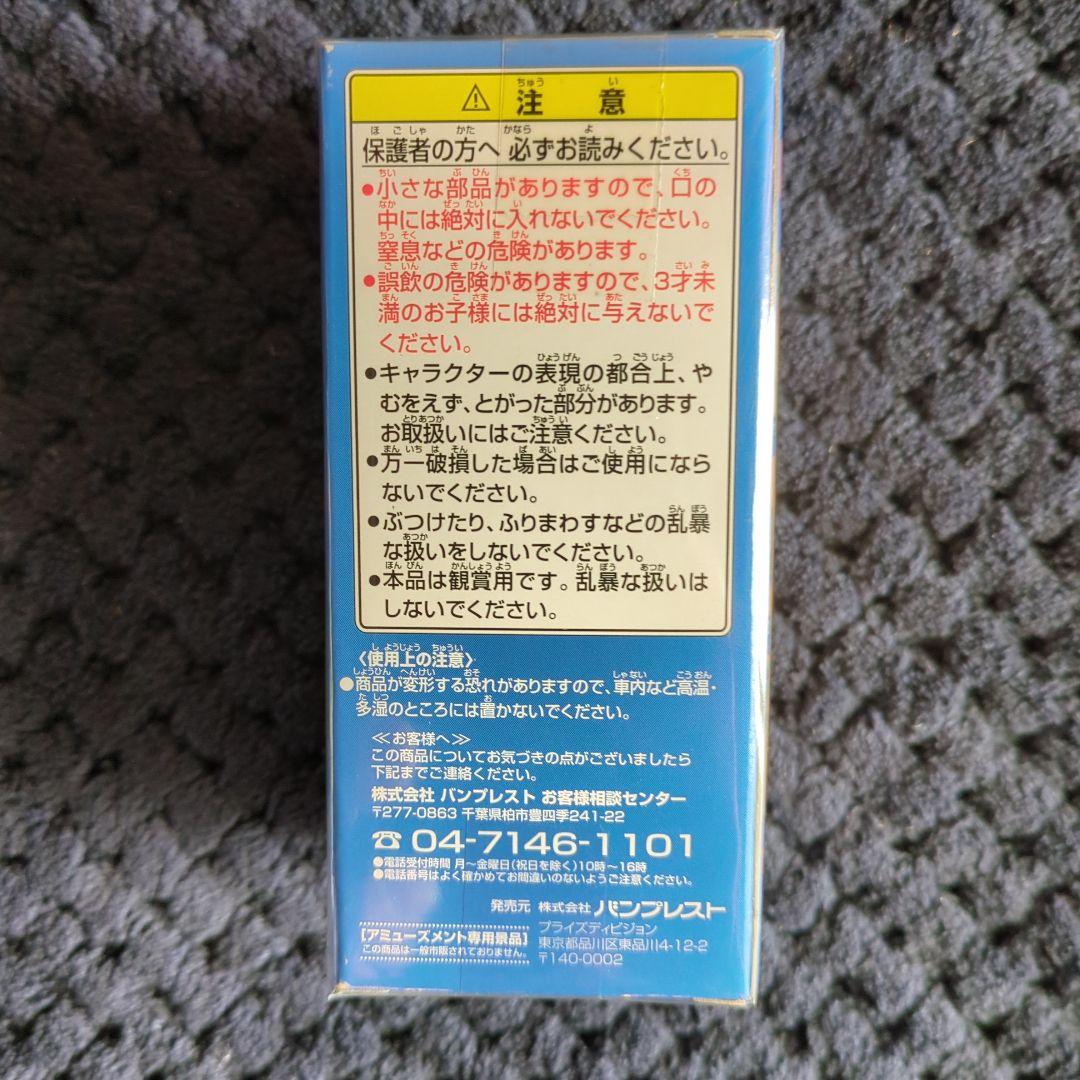 ⚠ 注意
保護者の方へ 必ずお読みください。
●小さな部品がありますので、口の
中には絶対に入れないでください。
窒息などの危険があります。
●誤飲の危険がありますので、3才未
満のお子様には絶対に与えないで
ください。
●キャラクターの表現の都合上、や
むをえず、とがった部分があります。
お取扱いにはご注意ください。
●万一破損した場合はご使用になら
ないでください。
●ぶつけたり、ふりまわすなどの乱暴
な扱いをしないでください。
●本品は観賞用です。乱暴な扱いは
しないでください。
〈使用上の注意〉
●商品が変形する恐れがありますので、車内など高温・
多湿のところには置かないでください。
≪お客様へ≫
この商品についてお気づきの点がございましたら
下記までご連絡ください。
株式会社 バンプレスト お客様相談センター
〒277-0863 千葉県柏市豊四季241-22
☎ 04-7146-1101
●電話受付時間 月〜金曜日(祝日を除く)10時〜16時
●電話番号はよく確かめてお間違いのないようご注意ください。
発売元 株式会社 バンプレスト
プライズディビジョン
東京都品川区東品川4-12-2
〒140-0002
[アミューズメント専用景品]
この商品は一般市販されておりません。